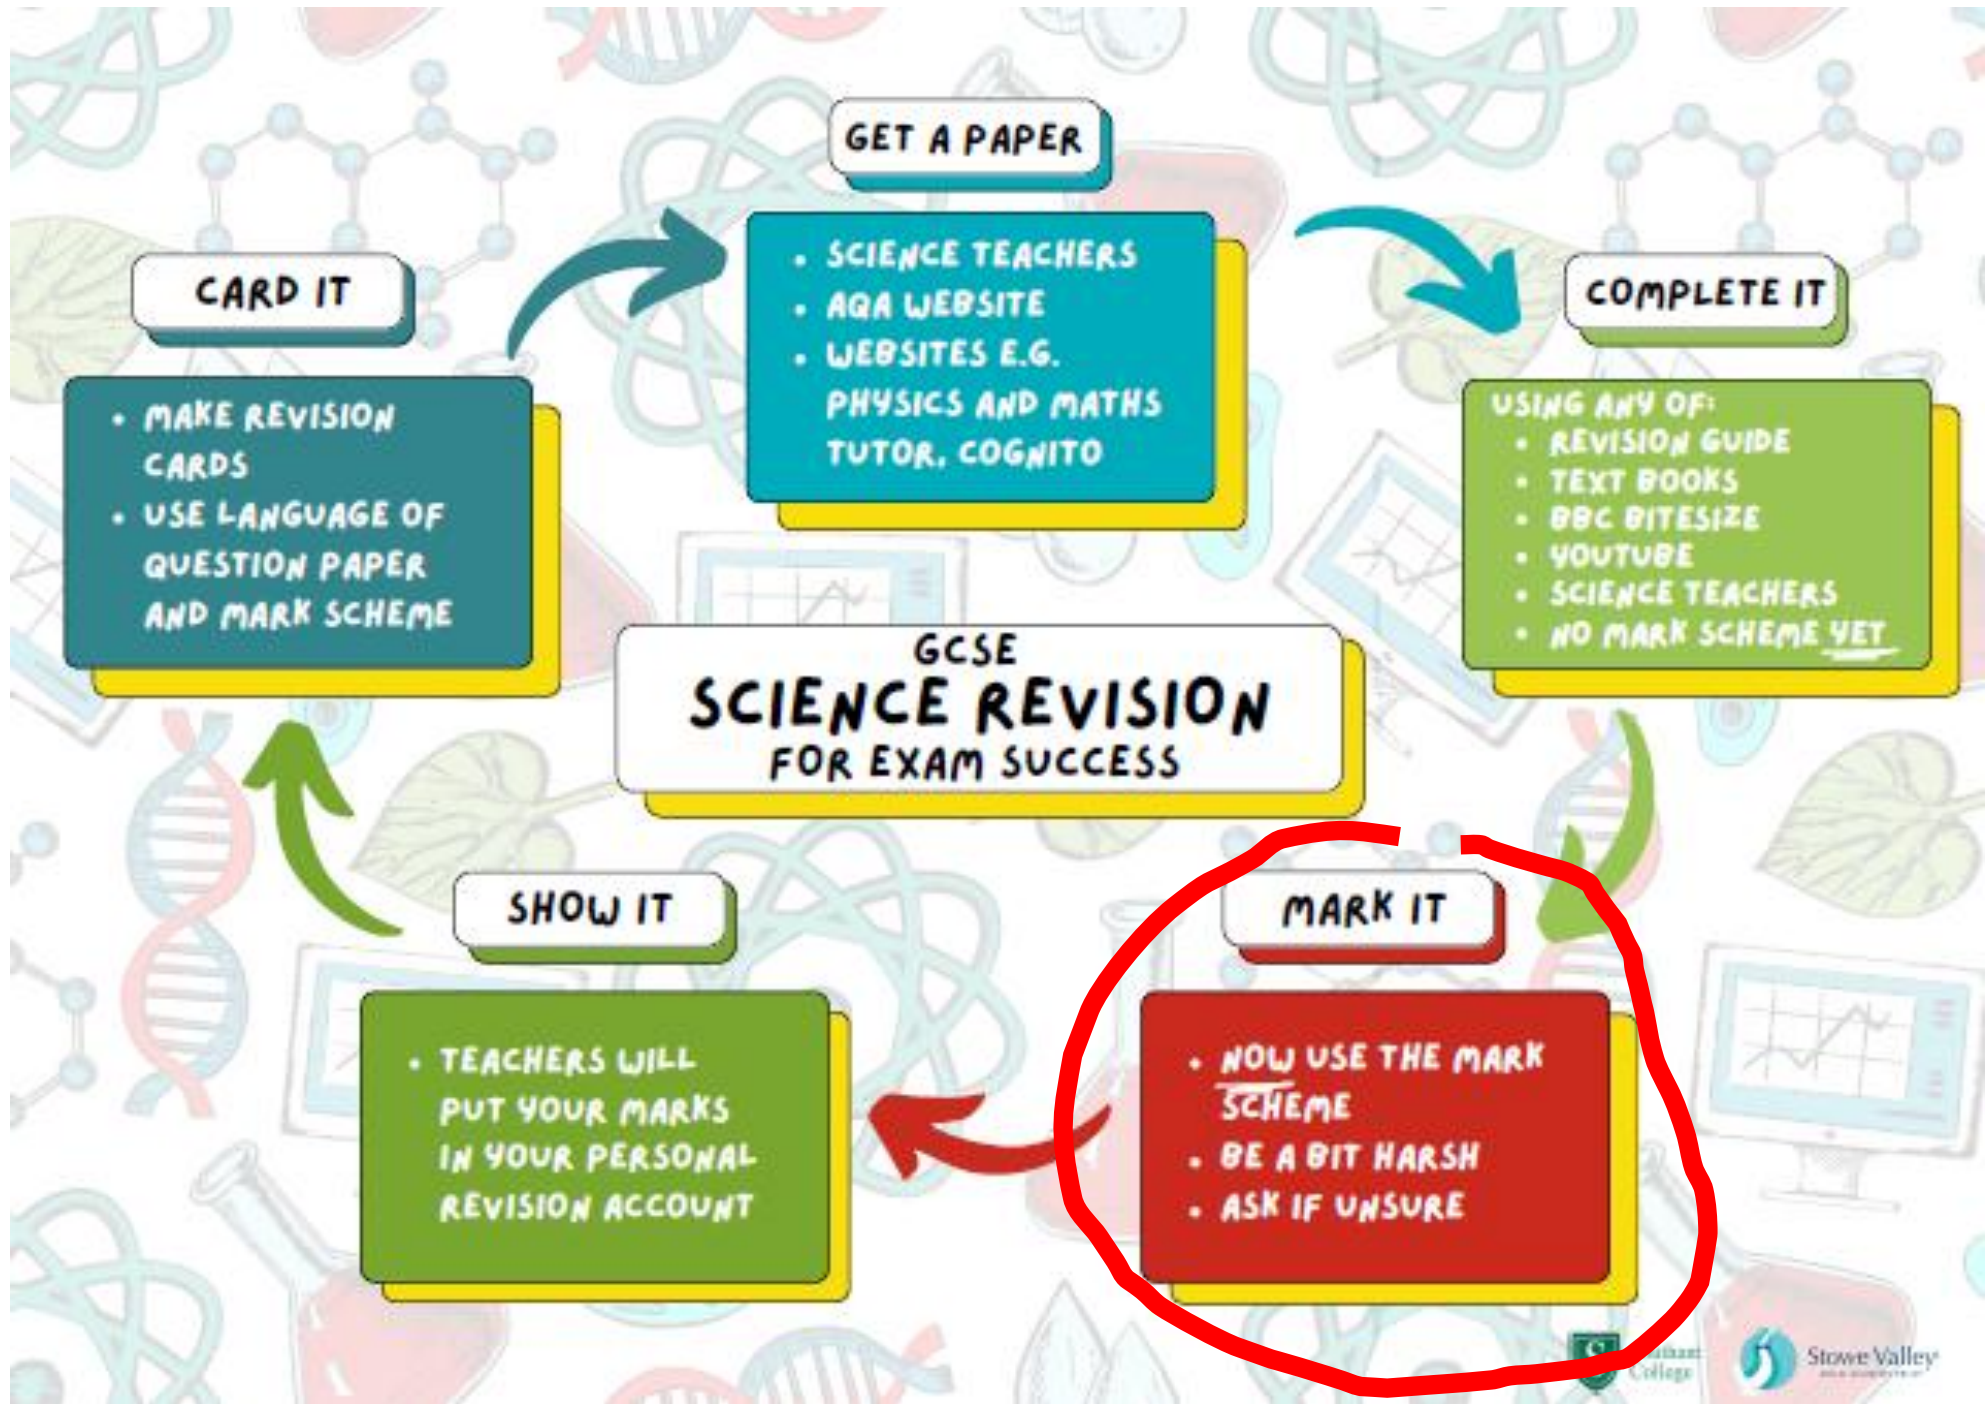 GET A PAPER
SCIENCE TEACHERS
AQA WEBSITE
WEBSITES E.G.
PHYSICS AND MATHS
TUTOR, COGNITO
COMPLETE IT
USING ANY OF:
REVISION GUIDE
TEXT BOOKS
BBC BITESIZE
YOUTUBE
SCIENCE TEACHERS
NO MARK SCHEME YET
MARK IT
NOW USE THE MARK
SCHEME
BE A BIT HARSH
ASK IF UNSURE
SHOW IT
TEACHERS WILL
PUT YOUR MARKS
IN YOUR PERSONAL
REVISION ACCOUNT
CARD IT
MAKE REVISION
CARDS
USE LANGUAGE OF
QUESTION PAPER
AND MARK SCHEME
GCSE
SCIENCE REVISION
FOR EXAM SUCCESS
College
Stowe Valley